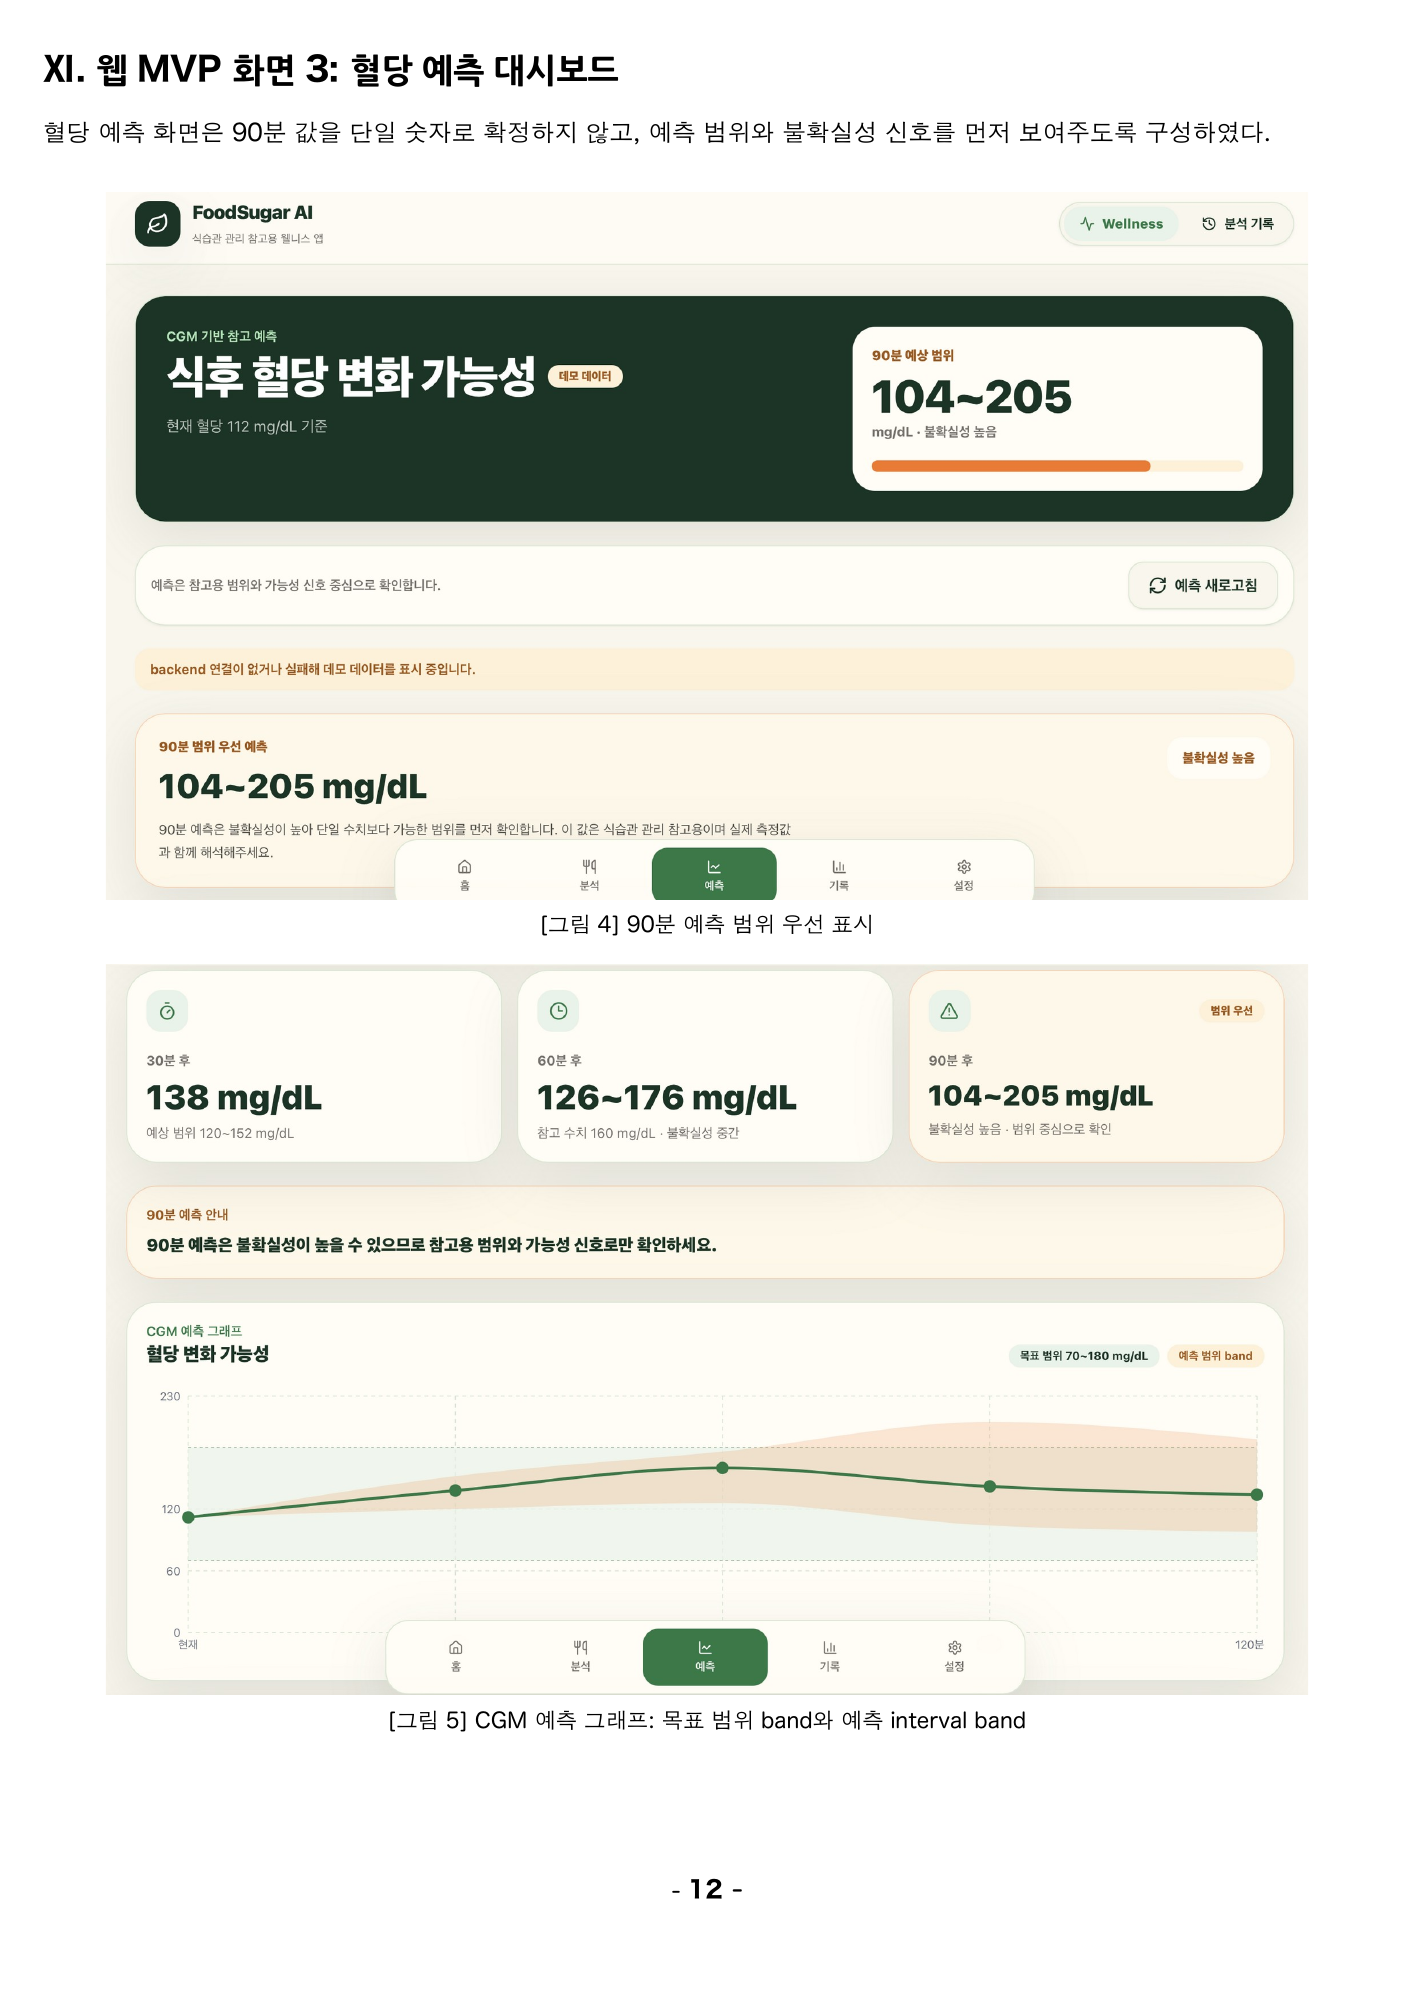 XI. 웹 MVP 화면 3: 혈당 예측 대시보드
혈당 예측 화면은 90분 값을 단일 숫자로 확정하지 않고, 예측 범위와 불확실성 신호를 먼저 보여주도록 구성하였다.
FoodSugar AI
식습관 관리 참고용 웰니스 앱
Wellness
분석 기록
CGM 기반 참고 예측
식후 혈당 변화 가능성
데모 데이터
현재 혈당 112 mg/dL 기준
90분 예상 범위
104~205
mg/dL · 불확실성 높음
예측은 참고용 범위와 가능성 신호 중심으로 확인합니다.
예측 새로고침
backend 연결이 없거나 실패해 데모 데이터를 표시 중입니다.
90분 범위 우선 예측
불확실성 높음
104~205 mg/dL
90분 예측은 불확실성이 높아 단일 수치보다 가능한 범위를 먼저 확인합니다. 이 값은 식습관 관리 참고용이며 실제 측정값
과 함께 해석해주세요.
홈
분석
예측
기록
설정
[그림 4] 90분 예측 범위 우선 표시
30분 후
138 mg/dL
예상 범위 120~152 mg/dL
60분 후
126~176 mg/dL
참고 수치 160 mg/dL · 불확실성 중간
범위 우선
90분 후
104~205 mg/dL
불확실성 높음 · 범위 중심으로 확인
90분 예측 안내
90분 예측은 불확실성이 높을 수 있으므로 참고용 범위와 가능성 신호로만 확인하세요.
CGM 예측 그래프
혈당 변화 가능성
목표 범위 70~180 mg/dL
예측 범위 band
230
120
60
0
현재
120분
홈
분석
예측
기록
설정
[그림 5] CGM 예측 그래프: 목표 범위 band와 예측 interval band
- 12 -